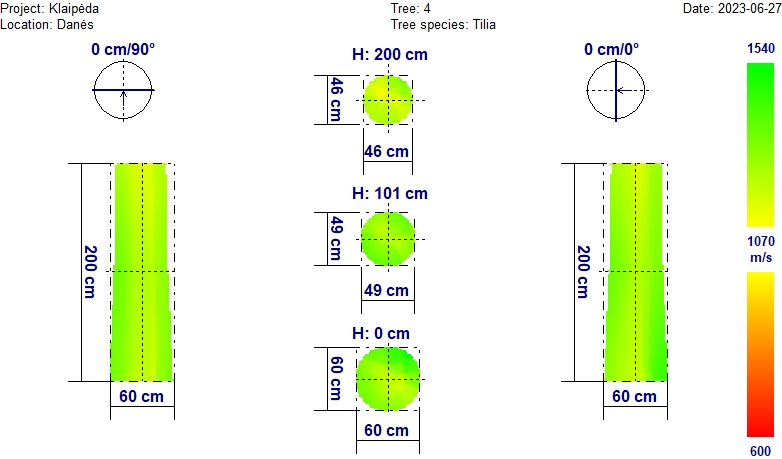 Project: Klaipėda
Tree: 4
Date: 2023-06-27
Location: Danės
Tree species: Tilia
0 cm/90°
H: 200 cm
0 cm/0°
1540
46 cm
46 cm
H: 101 cm
49 cm
49 cm
200 cm
200 cm
1070
m/s
H: 0 cm
60 cm
60 cm
60 cm
60 cm
600